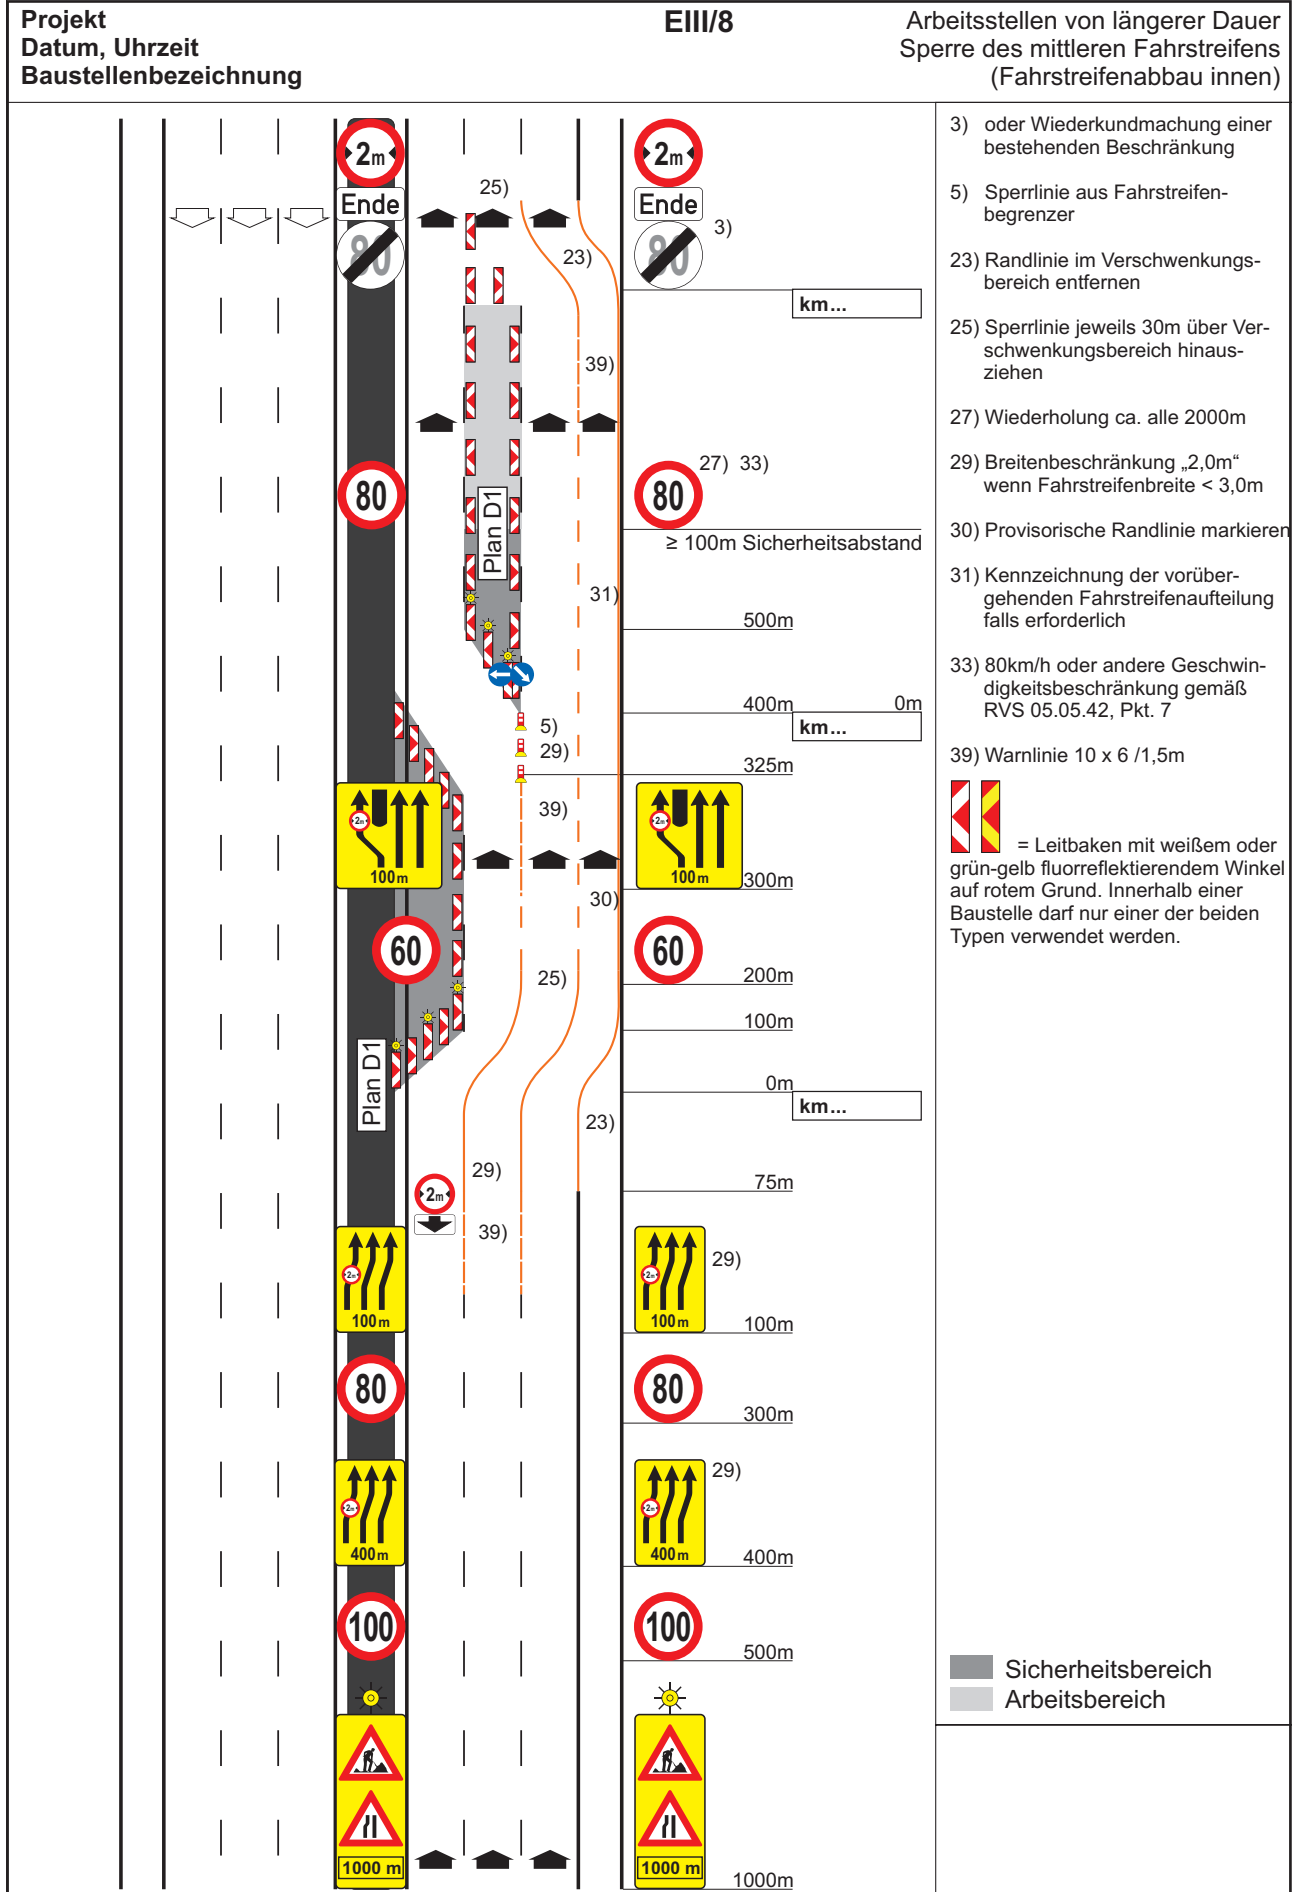 Projekt
Datum, Uhrzeit
Baustellenbezeichnung
EIII/8
Arbeitsstellen von längerer Dauer
Sperre des mittleren Fahrstreifens
(Fahrstreifenabbau innen)
2m
Ende
80
25)
23)
2m
Ende
80
3)
km...
39)
80
Plan D1
80
27) 33)
≥ 100m Sicherheitsabstand
31)
500m
400m
0m
km...
5)
29)
325m
39)
2m
100m
2m
100m
300m
30)
60
60
25)
200m
100m
Plan D1
0m
km...
23)
29)
75m
2m
39)
2m
100m
2m
100m
29)
100m
80
80
300m
2m
400m
2m
400m
29)
400m
100
100
500m
1000 m
1000 m
1000m
3) oder Wiederkundmachung einer
bestehenden Beschränkung
5) Sperrlinie aus Fahrstreifen-
begrenzer
23) Randlinie im Verschwenkungs-
bereich entfernen
25) Sperrlinie jeweils 30m über Ver-
schwenkungsbereich hinaus-
ziehen
27) Wiederholung ca. alle 2000m
29) Breitenbeschränkung „2,0m“
wenn Fahrstreifenbreite < 3,0m
30) Provisorische Randlinie markieren
31) Kennzeichnung der vorüber-
gehenden Fahrstreifenaufteilung
falls erforderlich
33) 80km/h oder andere Geschwin-
digkeitsbeschränkung gemäß
RVS 05.05.42, Pkt. 7
39) Warnlinie 10 x 6 /1,5m
= Leitbaken mit weißem oder
grün-gelb fluorreflektierendem Winkel
auf rotem Grund. Innerhalb einer
Baustelle darf nur einer der beiden
Typen verwendet werden.
Sicherheitsbereich
Arbeitsbereich